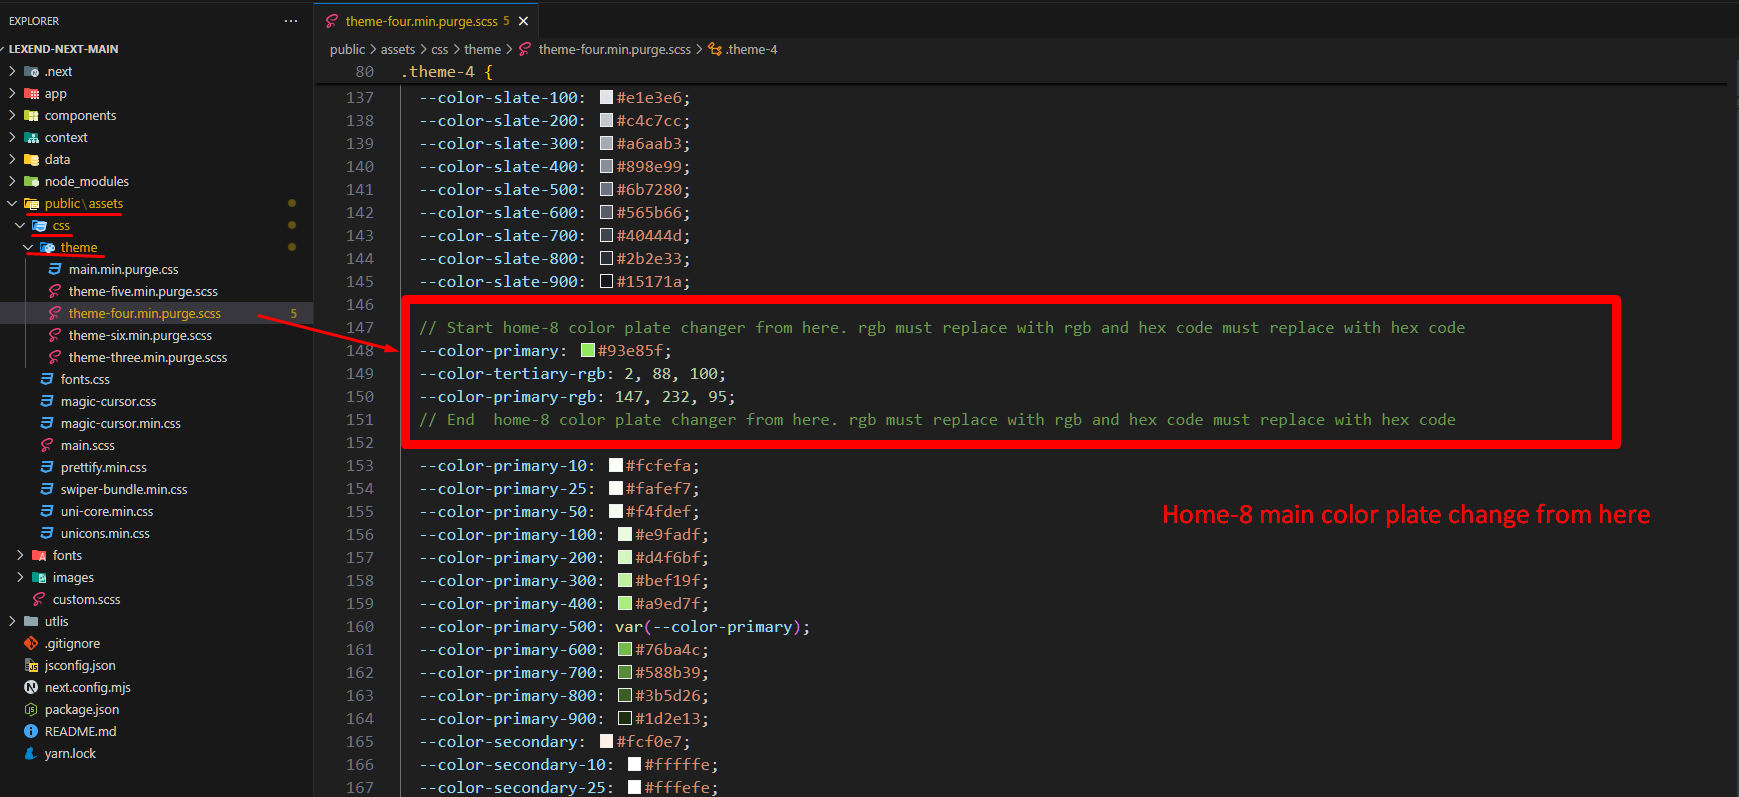 EXPLORER
LEXEND-NEXT-MAIN
.next
app
components
context
data
node_modules
public\assets
css
theme
main.min.purge.css
theme-five.min.purge.scss
theme-four.min.purge.scss 5
theme-six.min.purge.scss
theme-three.min.purge.scss
fonts.css
magic-cursor.css
magic-cursor.min.css
main.scss
prettify.min.css
swiper-bundle.min.css
uni-core.min.css
unicons.min.css
fonts
images
custom.scss
utlis
.gitignore
jsconfig.json
next.config.mjs
package.json
README.md
yarn.lock
theme-four.min.purge.scss 5
public > assets > css > theme > theme-four.min.purge.scss > .theme-4
80 .theme-4 {
137 --color-slate-100: #e1e3e6;
138 --color-slate-200: #c4c7cc;
139 --color-slate-300: #a6aab3;
140 --color-slate-400: #898e99;
141 --color-slate-500: #6b7280;
142 --color-slate-600: #565b66;
143 --color-slate-700: #40444d;
144 --color-slate-800: #2b2e33;
145 --color-slate-900: #15171a;
146
147 // Start home-8 color plate changer from here. rgb must replace with rgb and hex code must replace with hex code
148 --color-primary: #93e85f;
149 --color-tertiary-rgb: 2, 88, 100;
150 --color-primary-rgb: 147, 232, 95;
151 // End  home-8 color plate changer from here. rgb must replace with rgb and hex code must replace with hex code
152
153 --color-primary-10: #fcfefa;
154 --color-primary-25: #fafef7;
155 --color-primary-50: #f4fdef;
156 --color-primary-100: #e9fadf;
157 --color-primary-200: #d4f6bf;
158 --color-primary-300: #bef19f;
159 --color-primary-400: #a9ed7f;
160 --color-primary-500: var(--color-primary);
161 --color-primary-600: #76ba4c;
162 --color-primary-700: #588b39;
163 --color-primary-800: #3b5d26;
164 --color-primary-900: #1d2e13;
165 --color-secondary: #fcf0e7;
166 --color-secondary-10: #fffffe;
167 --color-secondary-25: #fffefe;
Home-8 main color plate change from here